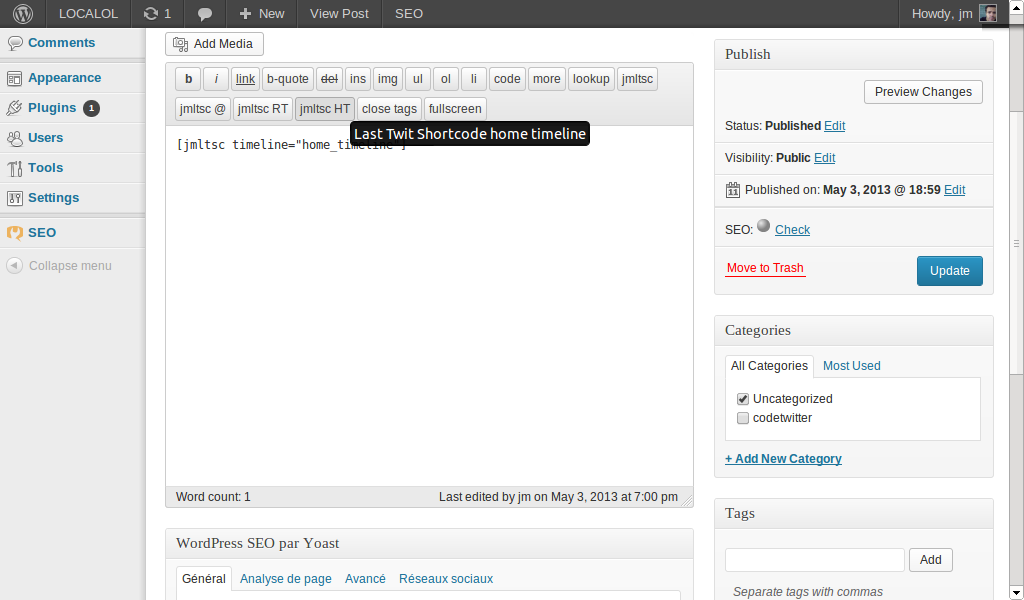 LOCALOL 1 New View Post SEO Howdy, jm
Comments
Appearance
Plugins 1
Users
Tools
Settings
SEO
Collapse menu
Add Media
b i link b-quote del ins img ul ol li code more lookup jmltsc
jmltsc @ jmltsc RT jmltsc HT close tags fullscreen
Last Twit Shortcode home timeline
[jmltsc timeline="home_timeline"]
Word count: 1 Last edited by jm on May 3, 2013 at 7:00 pm
WordPress SEO par Yoast
Général Analyse de page Avancé Réseaux sociaux
Publish
Preview Changes
Status: Published Edit
Visibility: Public Edit
11 Published on: May 3, 2013 @ 18:59 Edit
SEO: Check
Move to Trash Update
Categories
All Categories Most Used
Uncategorized
codetwitter
+ Add New Category
Tags
Add
Separate tags with commas